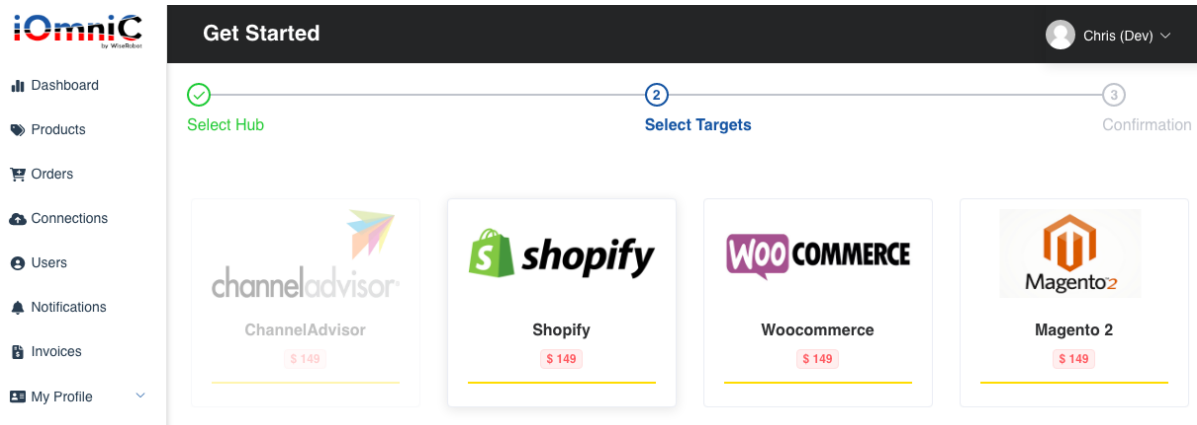 iOmniC
by WiseRobot
Get Started
Chris (Dev)
Dashboard
Products
Orders
Connections
Users
Notifications
Invoices
My Profile
2
3
Select Hub
Select Targets
Confirmation
channeladvisor
ChannelAdvisor
$ 149
shopify
Shopify
$ 149
WOO COMMERCE
Woocommerce
$ 149
Magento 2
Magento 2
$ 149